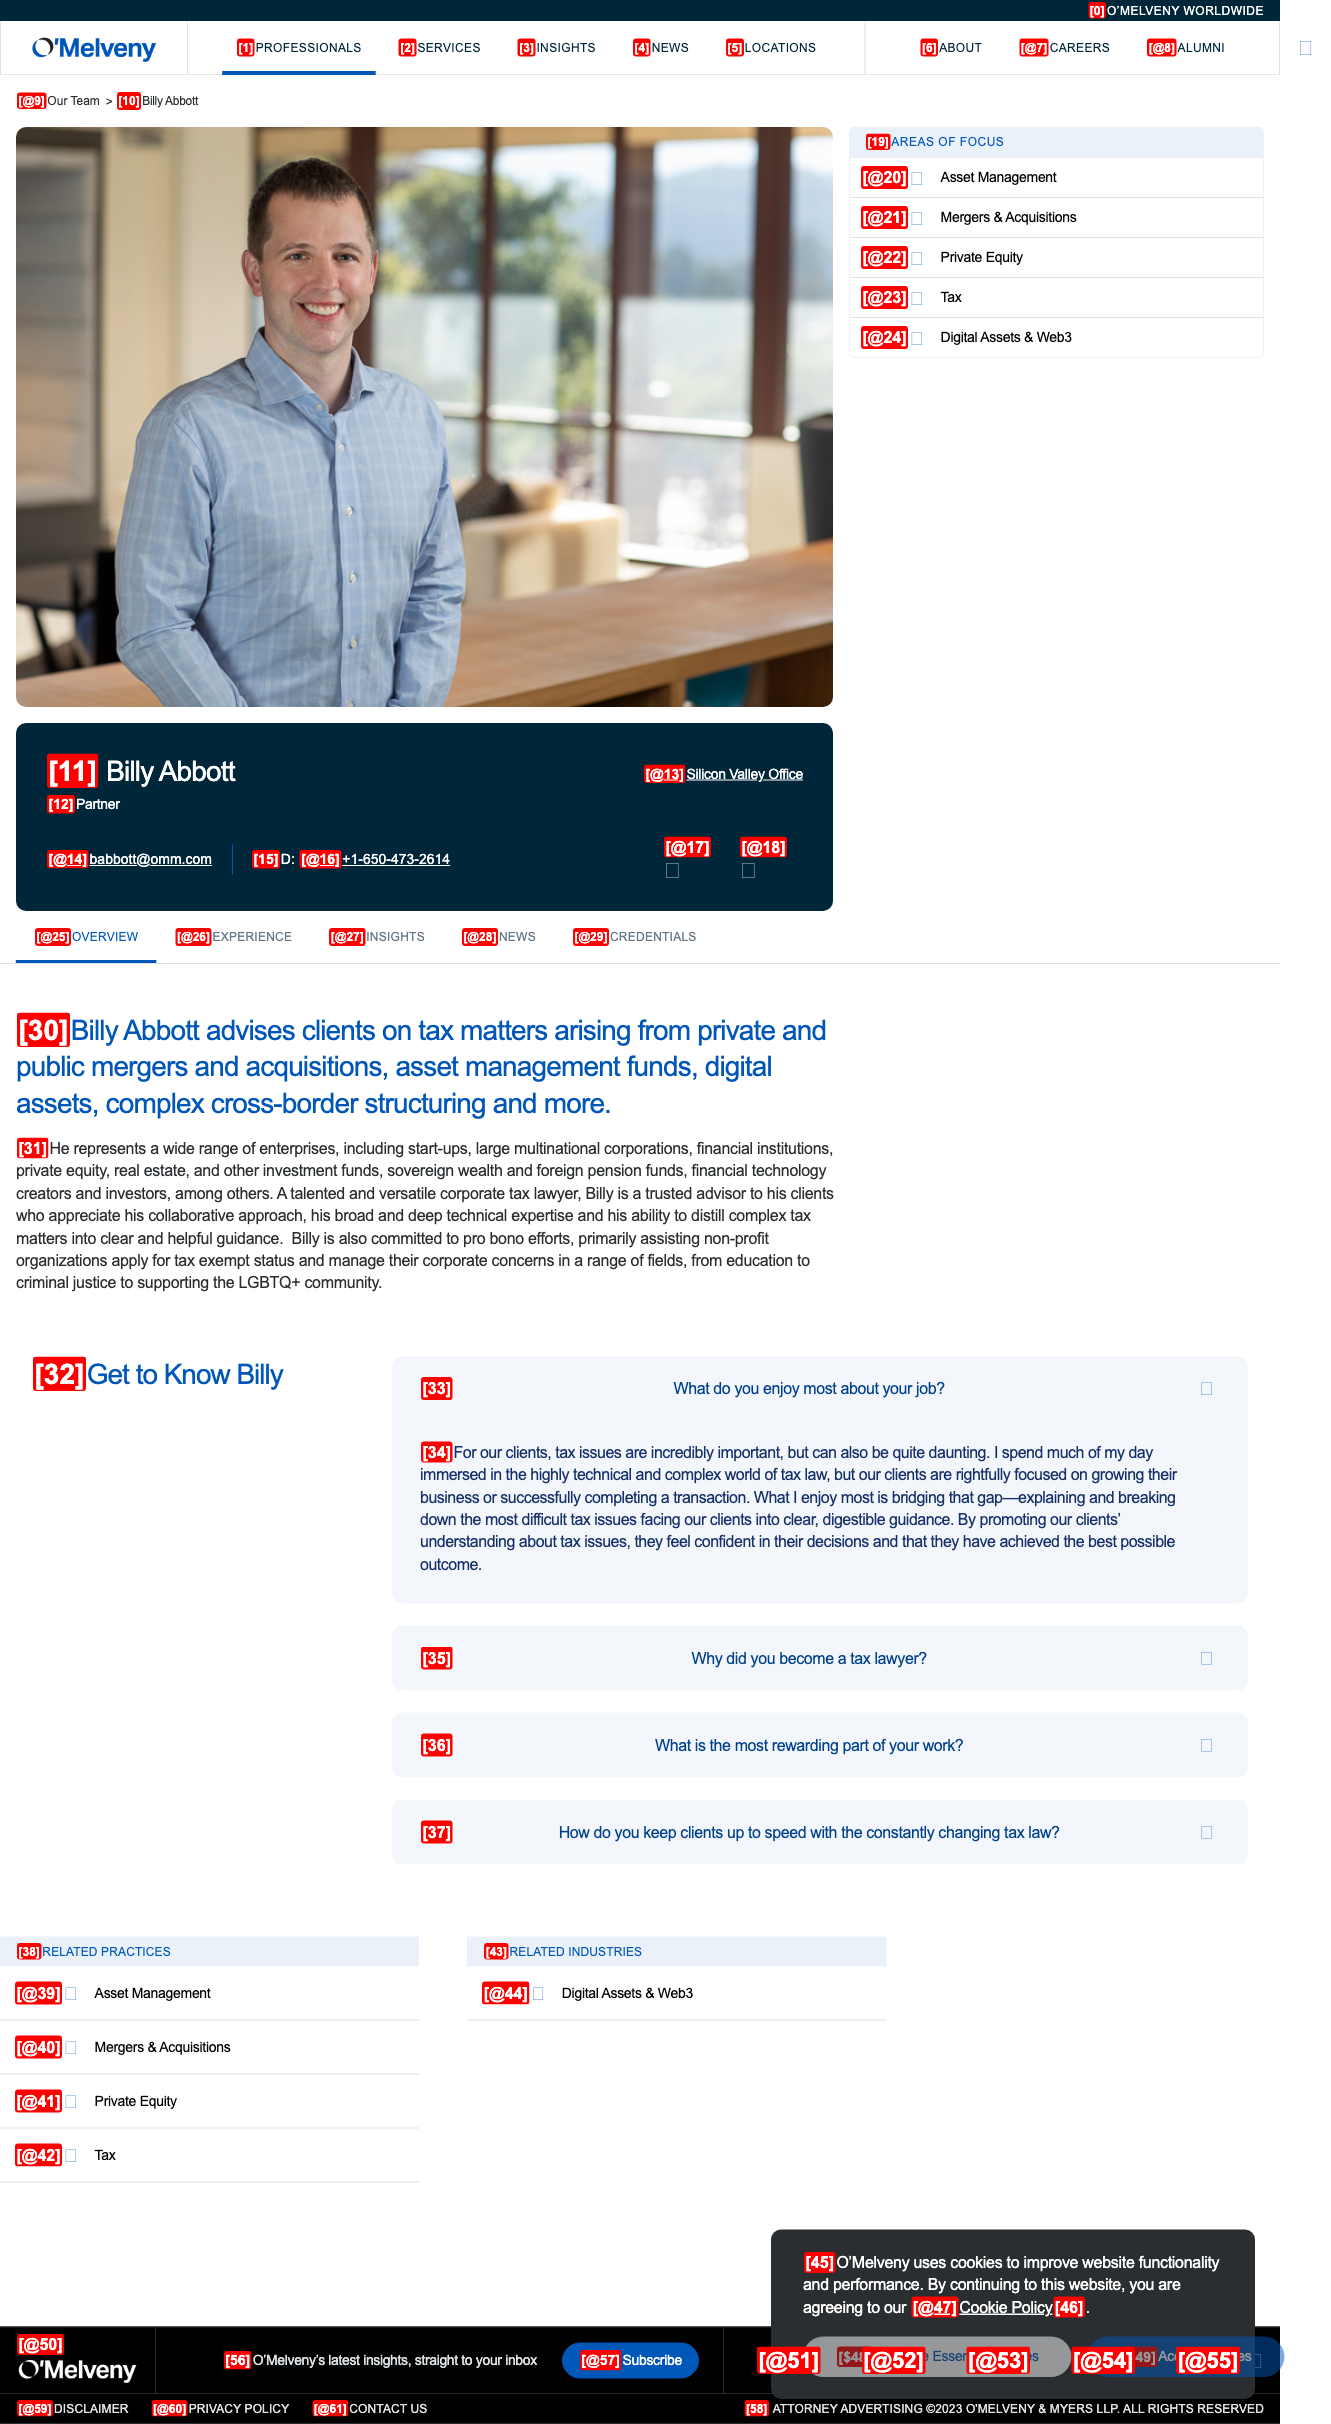 [0] O'MELVENY WORLDWIDE
O'Melveny
[1] PROFESSIONALS
[2] SERVICES
[3] INSIGHTS
[4] NEWS
[5] LOCATIONS
[6] ABOUT
[@7] CAREERS
[@8] ALUMNI
[@9] Our Team > [10] Billy Abbott
[19] AREAS OF FOCUS
[@20] Asset Management
[@21] Mergers & Acquisitions
[@22] Private Equity
[@23] Tax
[@24] Digital Assets & Web3
[11] Billy Abbott
[12] Partner
[@13] Silicon Valley Office
[@14] babbott@omm.com
[15] D: [@16] +1-650-473-2614
[@17]
[@18]
[@25] OVERVIEW
[@26] EXPERIENCE
[@27] INSIGHTS
[@28] NEWS
[@29] CREDENTIALS
[30] Billy Abbott advises clients on tax matters arising from private and
public mergers and acquisitions, asset management funds, digital
assets, complex cross-border structuring and more.
[31] He represents a wide range of enterprises, including start-ups, large multinational corporations, financial institutions,
private equity, real estate, and other investment funds, sovereign wealth and foreign pension funds, financial technology
creators and investors, among others. A talented and versatile corporate tax lawyer, Billy is a trusted advisor to his clients
who appreciate his collaborative approach, his broad and deep technical expertise and his ability to distill complex tax
matters into clear and helpful guidance. Billy is also committed to pro bono efforts, primarily assisting non-profit
organizations apply for tax exempt status and manage their corporate concerns in a range of fields, from education to
criminal justice to supporting the LGBTQ+ community.
[32] Get to Know Billy
[33] What do you enjoy most about your job?
[34] For our clients, tax issues are incredibly important, but can also be quite daunting. I spend much of my day
immersed in the highly technical and complex world of tax law, but our clients are rightfully focused on growing their
business or successfully completing a transaction. What I enjoy most is bridging that gap—explaining and breaking
down the most difficult tax issues facing our clients into clear, digestible guidance. By promoting our clients'
understanding about tax issues, they feel confident in their decisions and that they have achieved the best possible
outcome.
[35] Why did you become a tax lawyer?
[36] What is the most rewarding part of your work?
[37] How do you keep clients up to speed with the constantly changing tax law?
[38] RELATED PRACTICES
[@39] Asset Management
[@40] Mergers & Acquisitions
[@41] Private Equity
[@42] Tax
[43] RELATED INDUSTRIES
[@44] Digital Assets & Web3
[45] O'Melveny uses cookies to improve website functionality
and performance. By continuing to this website, you are
agreeing to our [@47] Cookie Policy [46] .
[@50]
O'Melveny
[56] O'Melveny's latest insights, straight to your inbox
[@57] Subscribe
[@51] [@52] [@53] [@54] [@55]
[@59] DISCLAIMER
[@60] PRIVACY POLICY
[@61] CONTACT US
[58] ATTORNEY ADVERTISING ©2023 O'MELVENY & MYERS LLP. ALL RIGHTS RESERVED